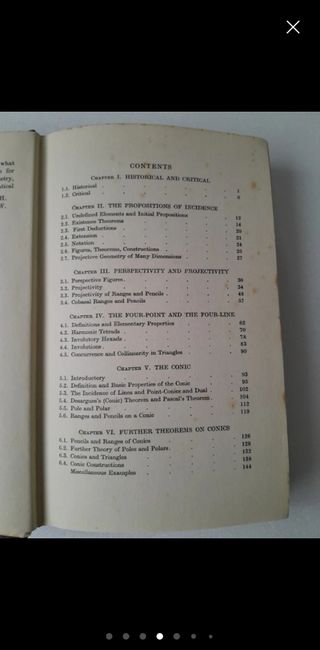 what
s for
etry,
atical
H.
W.
CONTENTS
CHAPTER I. HISTORICAL AND CRITICAL
1.1. Historical 1
1.2. Critical 6
CHAPTER II. THE PROPOSITIONS OF INCIDENCE
2.1. Undefined Elements and Initial Propositions 12
2.2. Existence Theorems 14
2.3. First Deductions 20
2.4. Extension 21
2.5. Notation 24
2.6. Figures, Theorems, Constructions 25
2.7. Projective Geometry of Many Dimensions 27
CHAPTER III. PERSPECTIVITY AND PROJECTIVITY
3.1. Perspective Figures 30
3.2. Projectivity 34
3.3. Projectivity of Ranges and Pencils 48
3.4. Cobasal Ranges and Pencils 57
CHAPTER IV. THE FOUR-POINT AND THE FOUR-LINE
4.1. Definitions and Elementary Properties 62
4.2. Harmonic Tetrads 70
4.3. Involutory Hexads 78
4.4. Involutions 83
4.5. Concurrence and Collinearity in Triangles 90
CHAPTER V. THE CONIC
5.1. Introductory 93
5.2. Definition and Basic Properties of the Conic 95
5.3. The Incidence of Lines and Point-Conics and Dual 102
5.4. Desargues's (Conic) Theorem and Pascal's Theorem 104
5.5. Pole and Polar 112
5.6. Ranges and Pencils on a Conic 119
CHAPTER VI. FURTHER THEOREMS ON CONICS
6.1. Pencils and Ranges of Conics 126
6.2. Further Theory of Poles and Polars 128
6.3. Conics and Triangles 132
6.4. Conic Constructions 139
Miscellaneous Examples 144